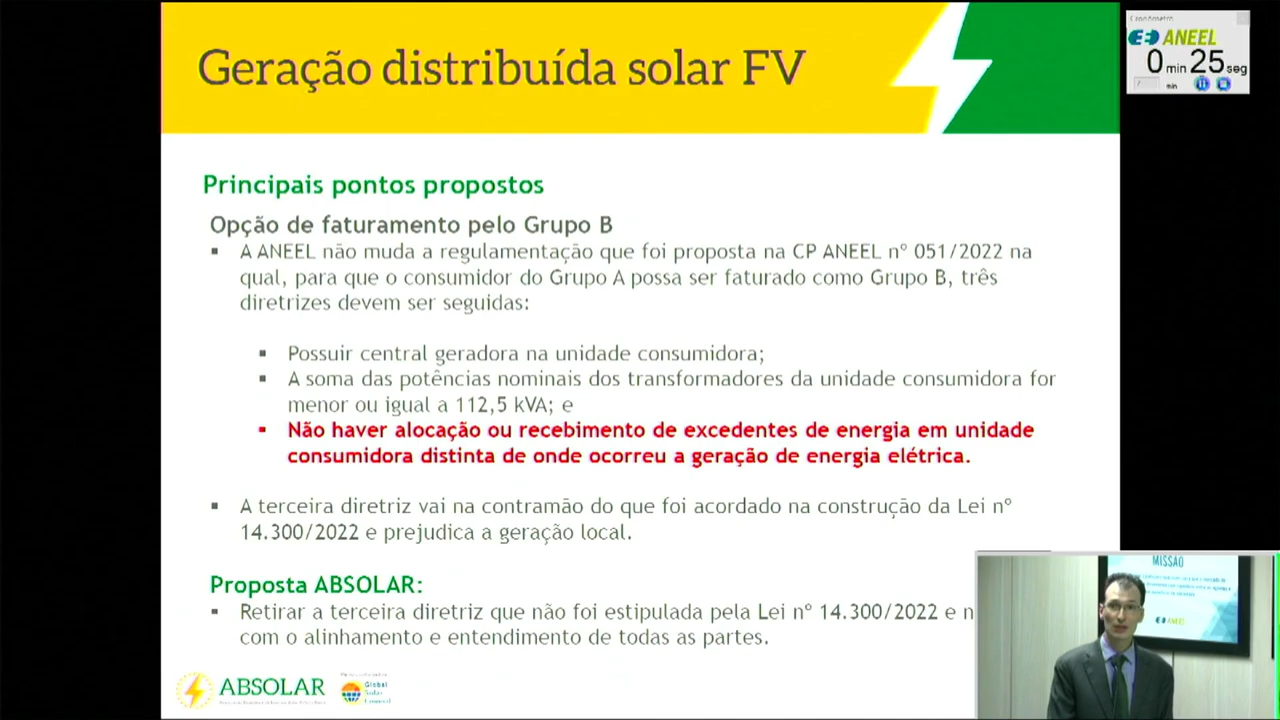 Geração distribuída solar FV
Cronômetro
ANEEL
0 min 25 seg
min
Principais pontos propostos
Opção de faturamento pelo Grupo B
▪ A ANEEL não muda a regulamentação que foi proposta na CP ANEEL nº 051/2022 na
qual, para que o consumidor do Grupo A possa ser faturado como Grupo B, três
diretrizes devem ser seguidas:
▪ Possuir central geradora na unidade consumidora;
▪ A soma das potências nominais dos transformadores da unidade consumidora for
menor ou igual a 112,5 kVA; e
▪ Não haver alocação ou recebimento de excedentes de energia em unidade
consumidora distinta de onde ocorreu a geração de energia elétrica.
▪ A terceira diretriz vai na contramão do que foi acordado na construção da Lei nº
14.300/2022 e prejudica a geração local.
Proposta ABSOLAR:
▪ Retirar a terceira diretriz que não foi estipulada pela Lei nº 14.300/2022 e n
com o alinhamento e entendimento de todas as partes.
ABSOLAR
Global
Solar
Council
MISSÃO
ANEEL